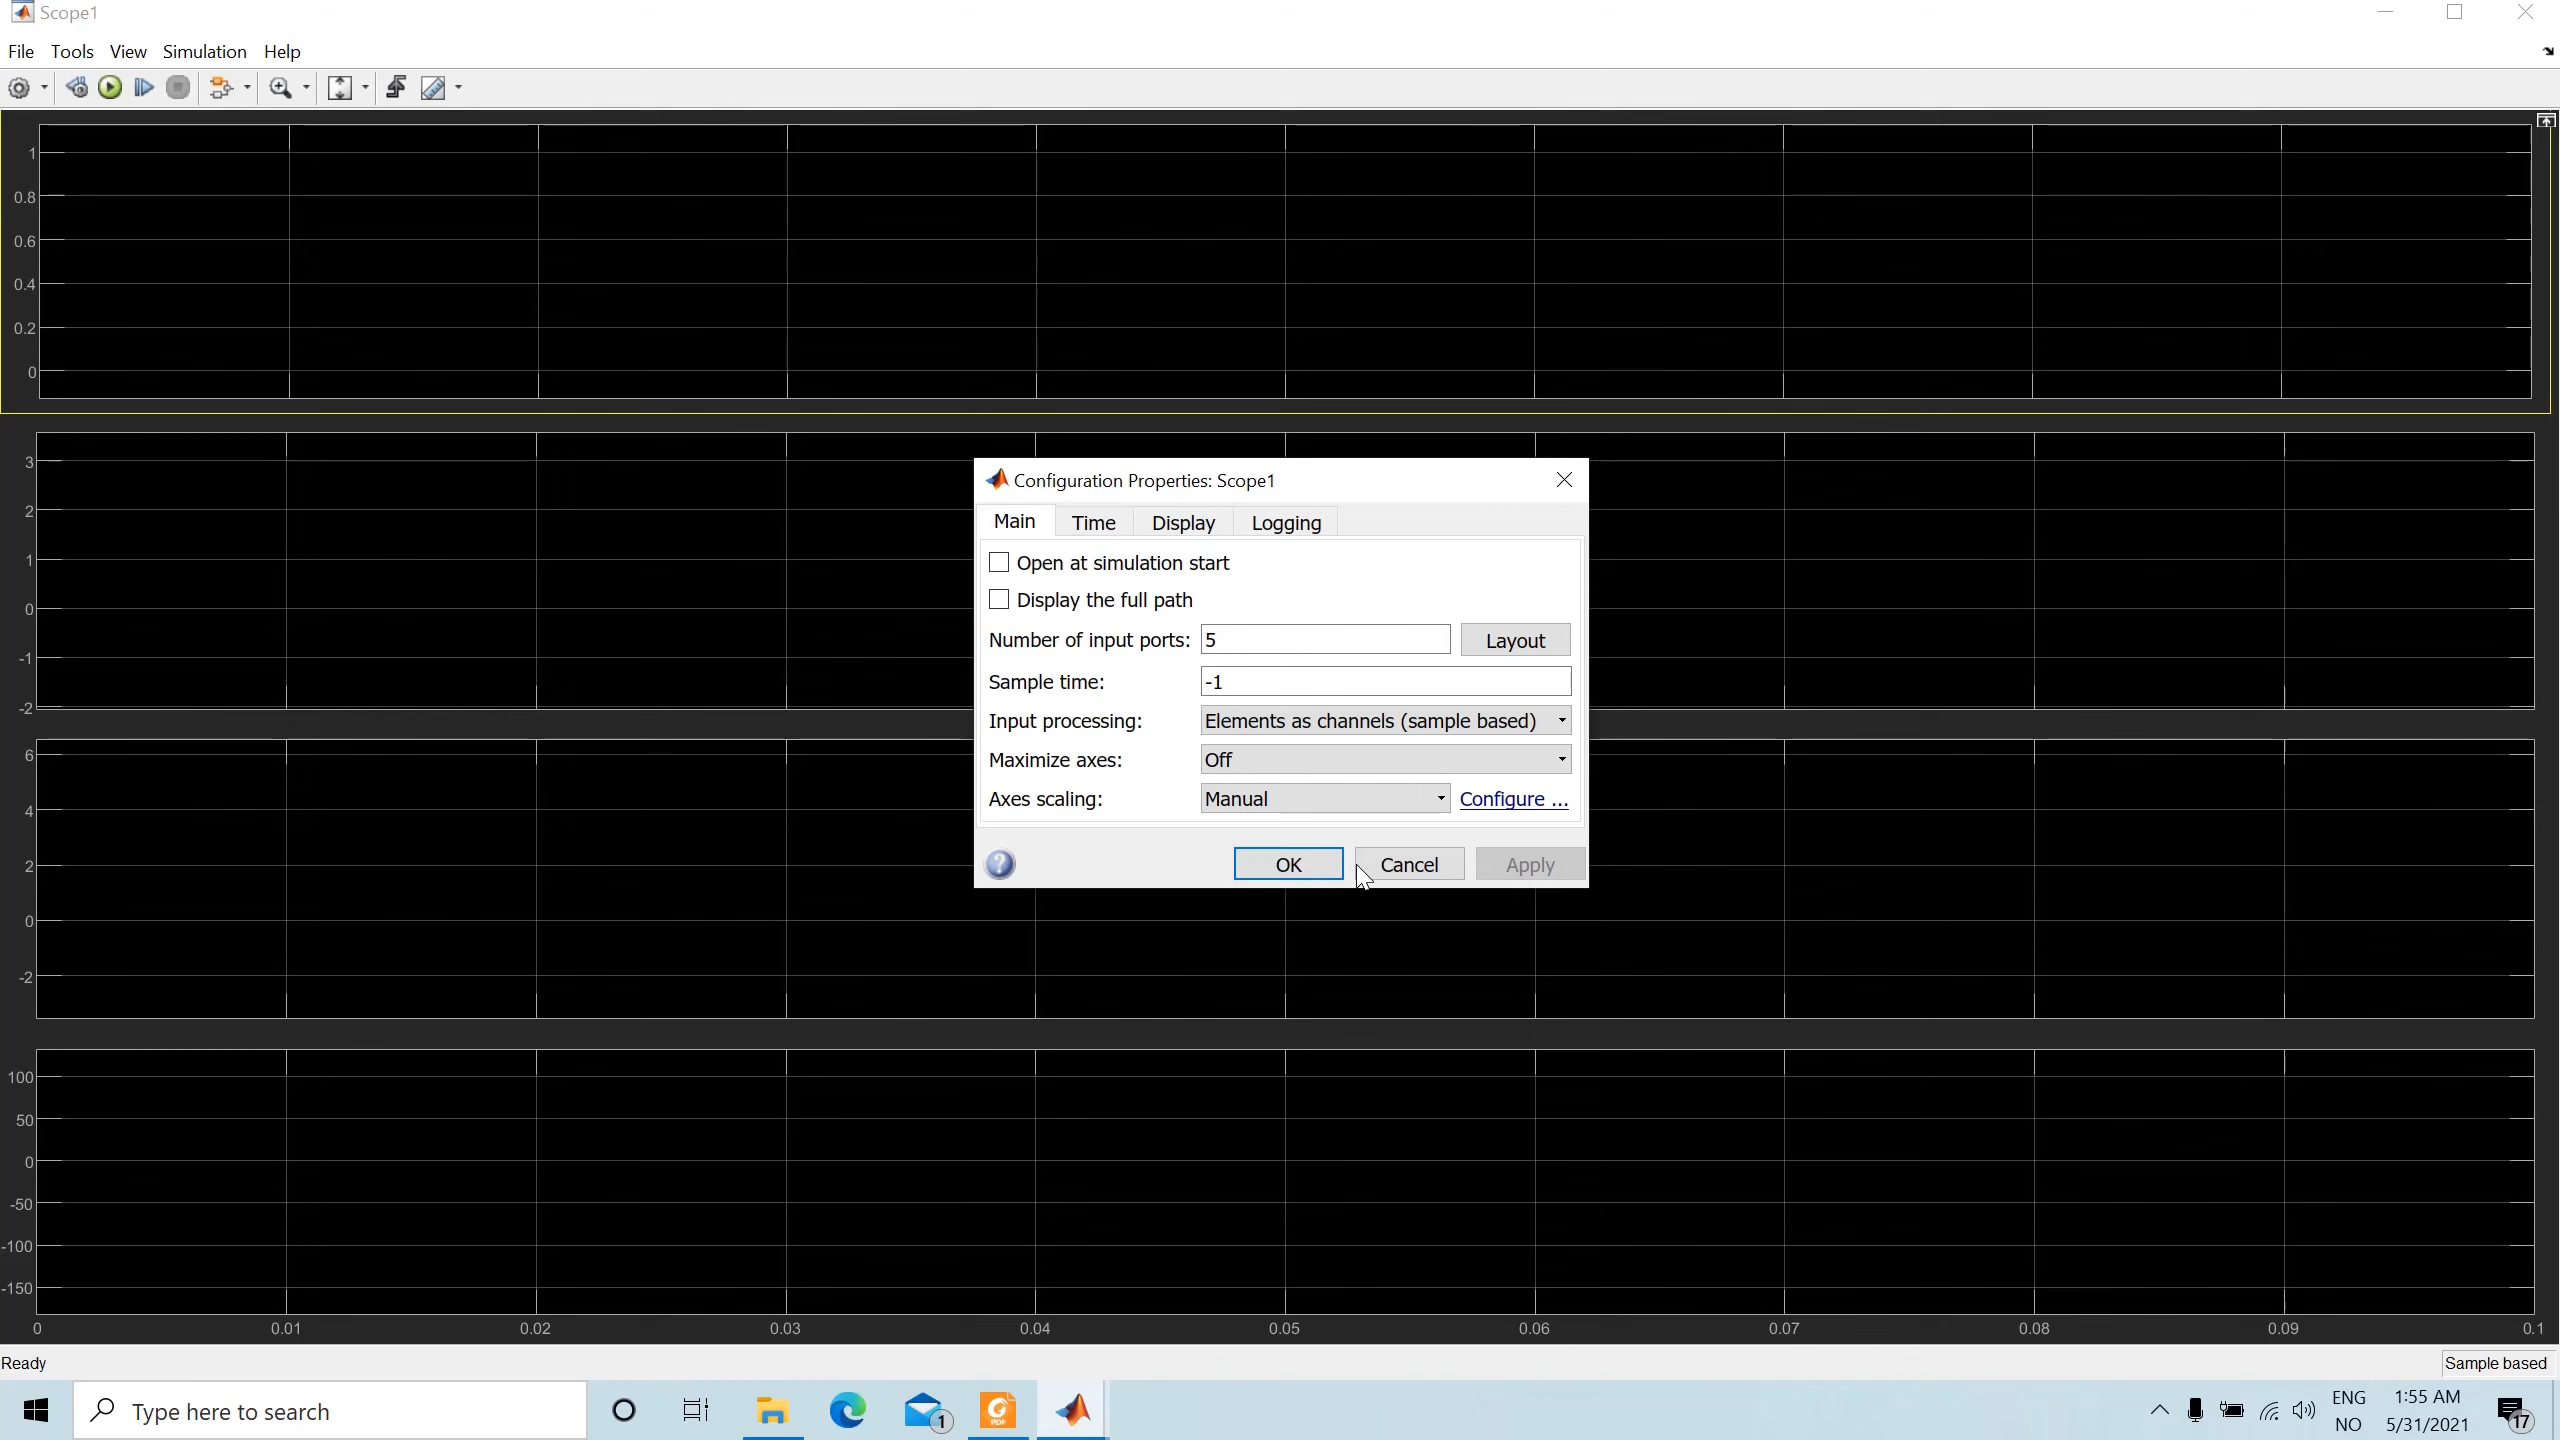 Scope1
File Tools View Simulation Help
1
0.8
0.6
0.4
0.2
0
3
2
1
0
-1
-2
6
4
2
0
-2
100
50
0
-50
-100
-150
0 0.01 0.02 0.03 0.04 0.05 0.06 0.07 0.08 0.09 0.1
Configuration Properties: Scope1
Main Time Display Logging
Open at simulation start
Display the full path
Number of input ports: 5 Layout
Sample time: -1
Input processing: Elements as channels (sample based)
Maximize axes: Off
Axes scaling: Manual Configure ...
? OK Cancel Apply
Ready Sample based
Type here to search
1
PDF
ENG
NO
1:55 AM
5/31/2021
17